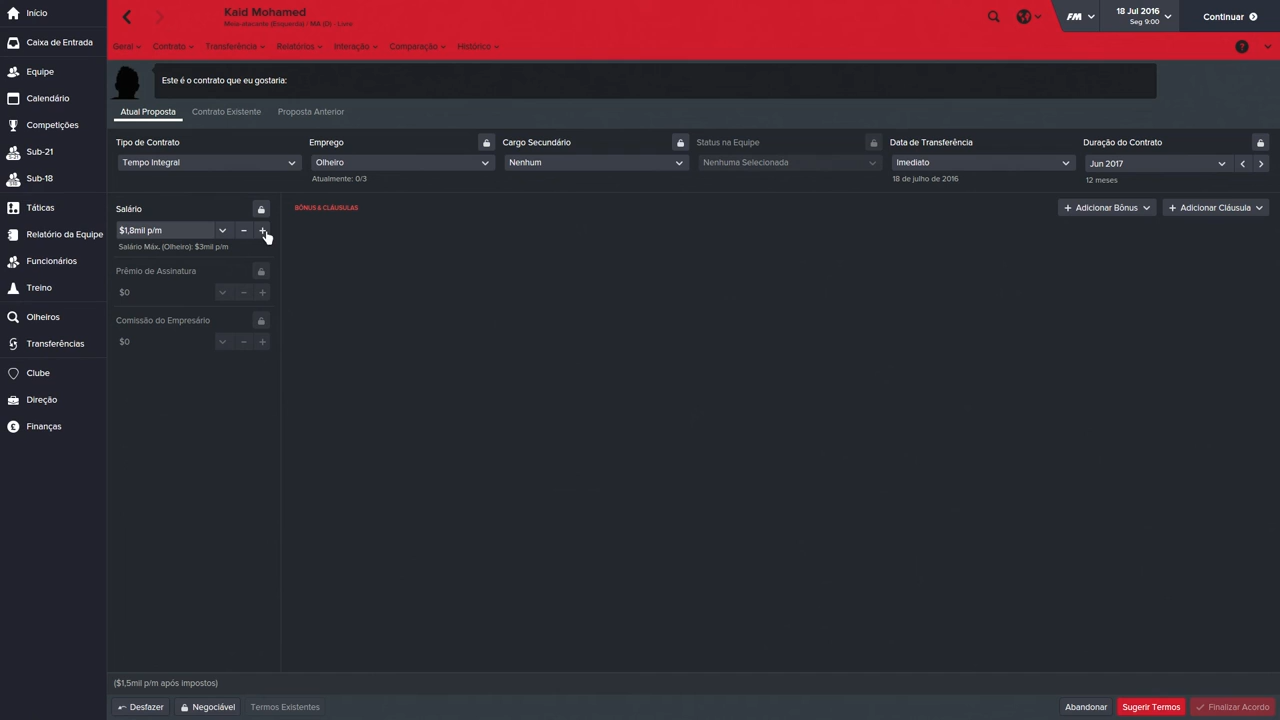 Início
Entrada
Equipe
Calendário
Competições
Sub-21
Sub-18
Táticas
Relatório da Equipe
Funcionários
Treino
Olheiros
Transferências
Clube
Direção
Finanças
Kaid Mohamed
Meia-atacante (Esquerda) / MA (D) - Livre
18 Jul 2016
Seg 9:00
Continuar
Geral
Contrato
Transferência
Relatórios
Interação
Comparação
Histórico
Este é o contrato que eu gostaria:
Atual Proposta
Contrato Existente
Proposta Anterior
Tipo de Contrato
Tempo Integral
Emprego
Olheiro
Atualmente: 0/3
Cargo Secundário
Nenhum
Status na Equipe
Nenhuma Selecionada
Data de Transferência
Imediato
18 de julho de 2016
Duração do Contrato
Jun 2017
12 meses
Salário
$1,8mil p/m
Salário Máx. (Olheiro): $3mil p/m
Prêmio de Assinatura
$0
Comissão do Empresário
$0
BÔNUS & CLÁUSULAS
Adicionar Bônus
Adicionar Cláusula
($1,5mil p/m após impostos)
Desfazer
Negociável
Termos Existentes
Abandonar
Sugerir Termos
Finalizar Acordo